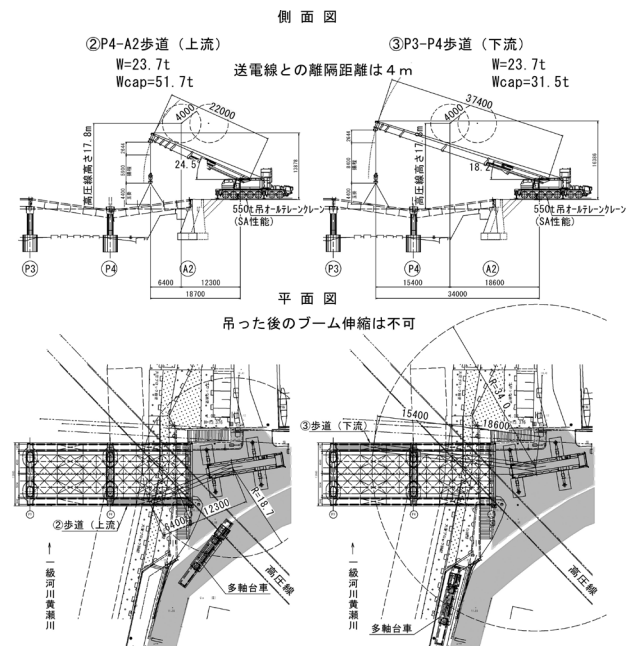 側面図
②P4-A2歩道（上流）
W=23.7t
Wcap=51.7t
③P3-P4歩道（下流）
W=23.7t
Wcap=31.5t
送電線との離隔距離は４ｍ
4000
22000
高圧線高さ17.8m
2644
24.5°
550t吊オールテレーンクレーン
(SA性能)
P3
P4
A2
6400
12300
18700
4000
37400
高圧線高さ17.8m
2644
18.2°
550t吊オールテレーンクレーン
(SA性能)
P3
P4
A2
15400
18600
34000
平面図
吊った後のブーム伸縮は不可
R=18.7
6400
12300
②歩道（上流）
高圧線
多軸台車
一級河川黄瀬川
R=34.0
15400
18600
③歩道（下流）
高圧線
多軸台車
一級河川黄瀬川